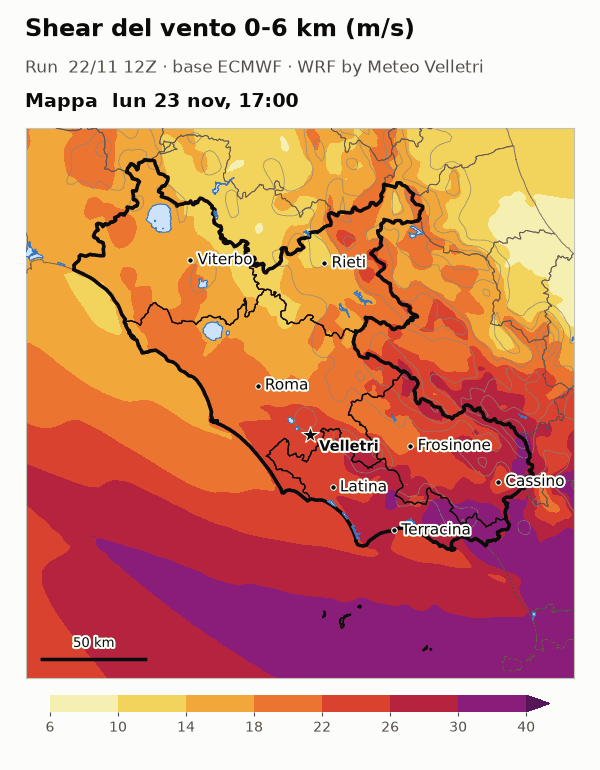 Shear del vento 0-6 km (m/s)
Run 22/11 12Z · base ECMWF · WRF by Meteo Velletri
Mappa lun 23 nov, 17:00
Viterbo
Rieti
Roma
Velletri
Frosinone
Latina
Cassino
Terracina
50 km
6 10 14 18 22 26 30 40